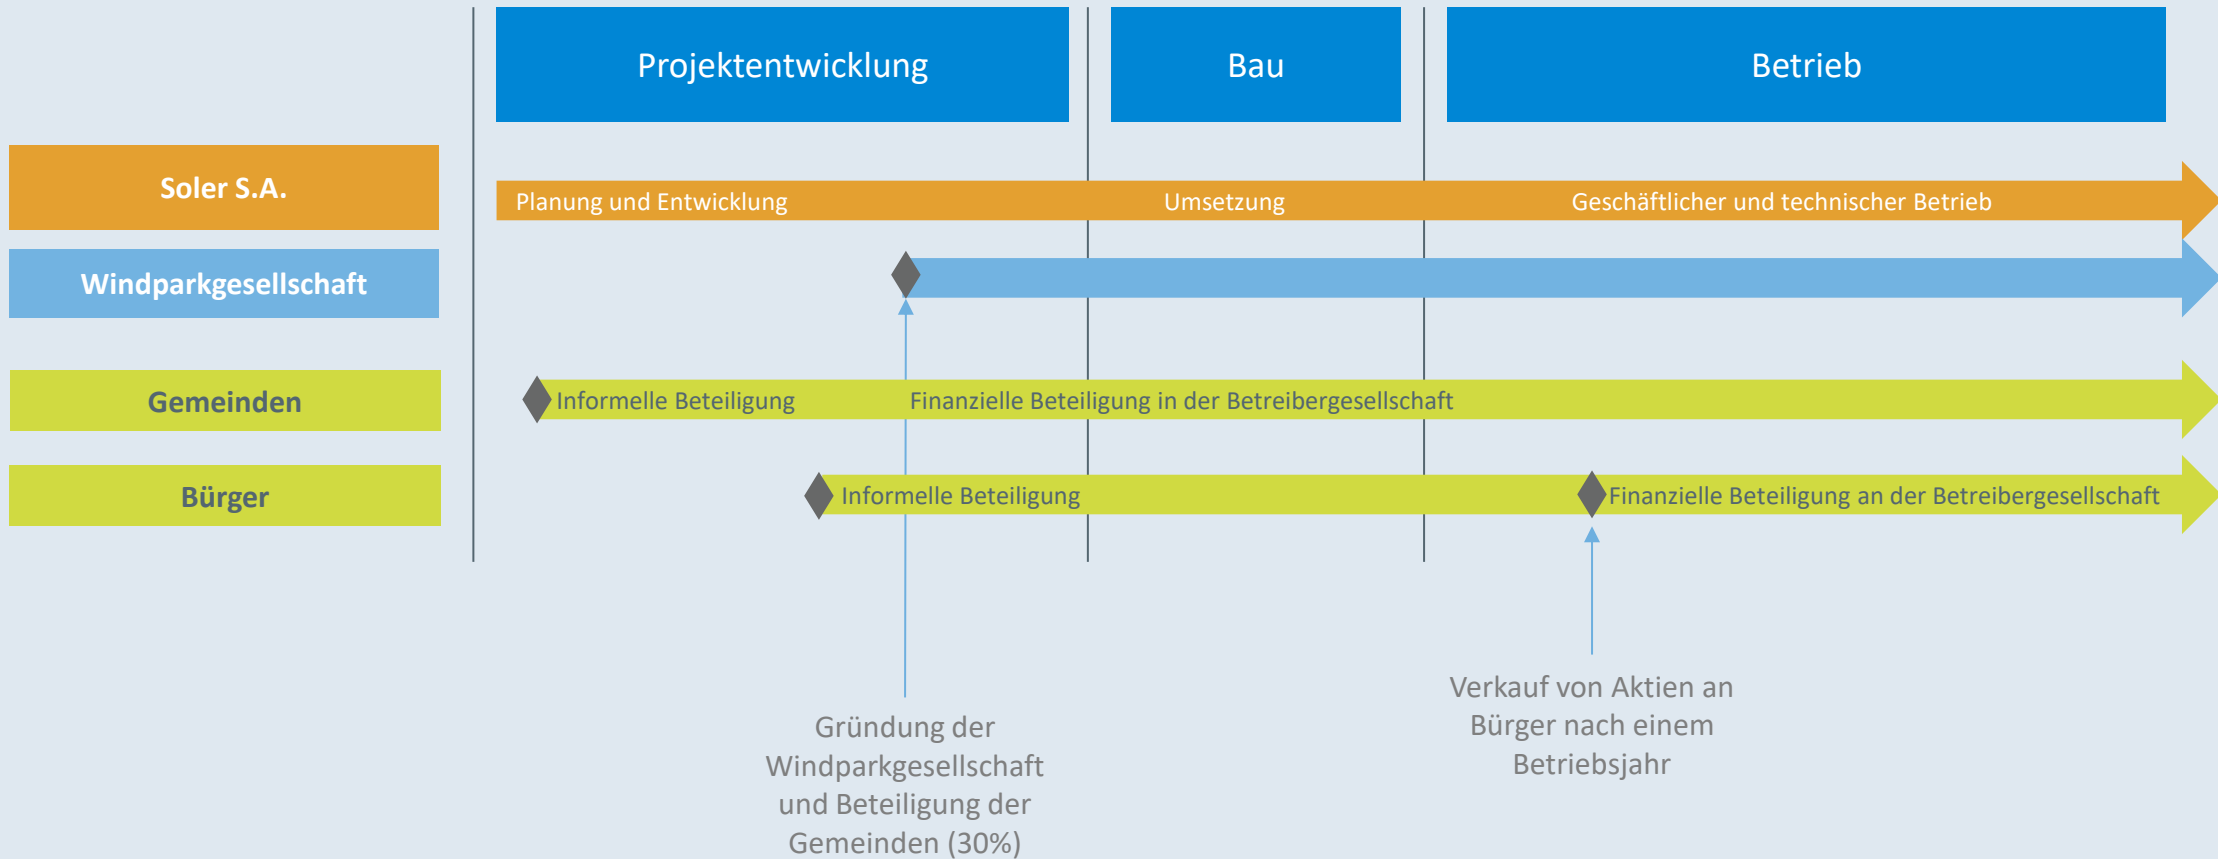 Projektentwicklung
Bau
Betrieb
Soler S.A.
Planung und Entwicklung
Umsetzung
Geschäftlicher und technischer Betrieb
Windparkgesellschaft
Gemeinden
Informelle Beteiligung
Finanzielle Beteiligung in der Betreibergesellschaft
Bürger
Informelle Beteiligung
Finanzielle Beteiligung an der Betreibergesellschaft
Gründung der
Windparkgesellschaft
und Beteiligung der
Gemeinden (30%)
Verkauf von Aktien an
Bürger nach einem
Betriebsjahr